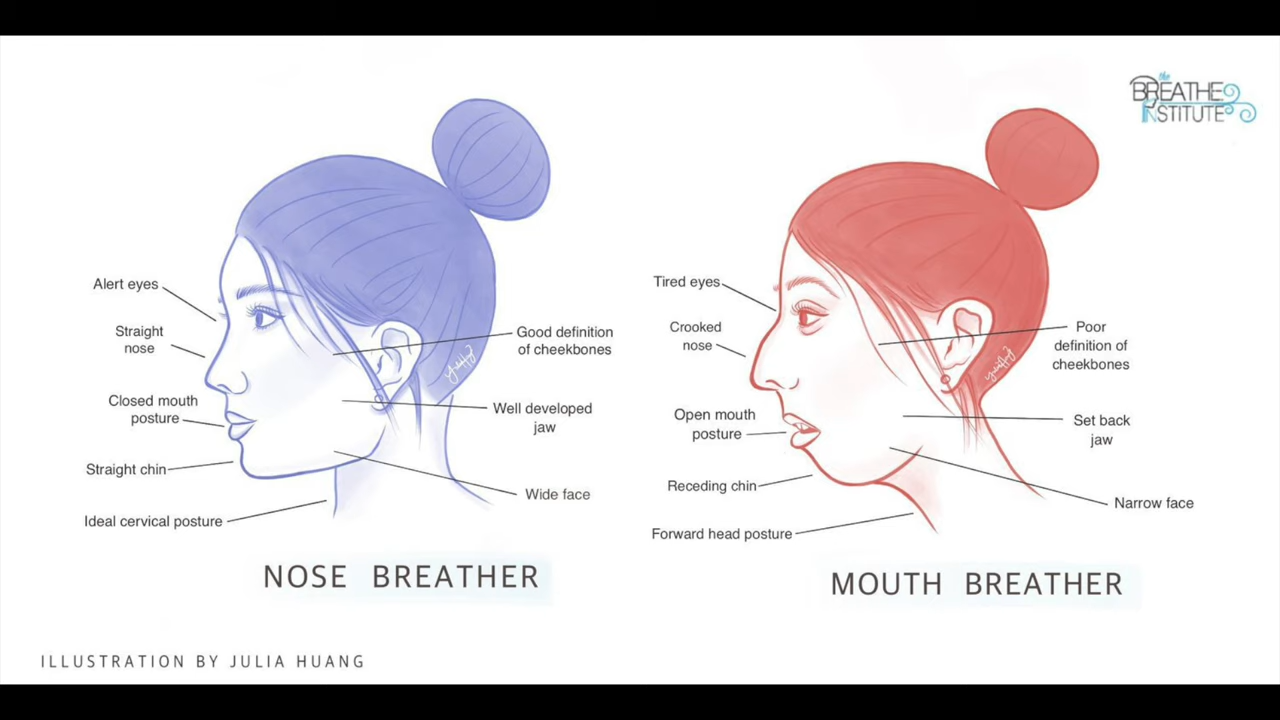 the
BREATHE
INSTITUTE
Alert eyes
Straight
nose
Closed mouth
posture
Straight chin
Ideal cervical posture
Good definition
of cheekbones
Well developed
jaw
Wide face
NOSE BREATHER
Tired eyes
Crooked
nose
Open mouth
posture
Receding chin
Forward head posture
Poor
definition of
cheekbones
Set back
jaw
Narrow face
MOUTH BREATHER
ILLUSTRATION BY JULIA HUANG